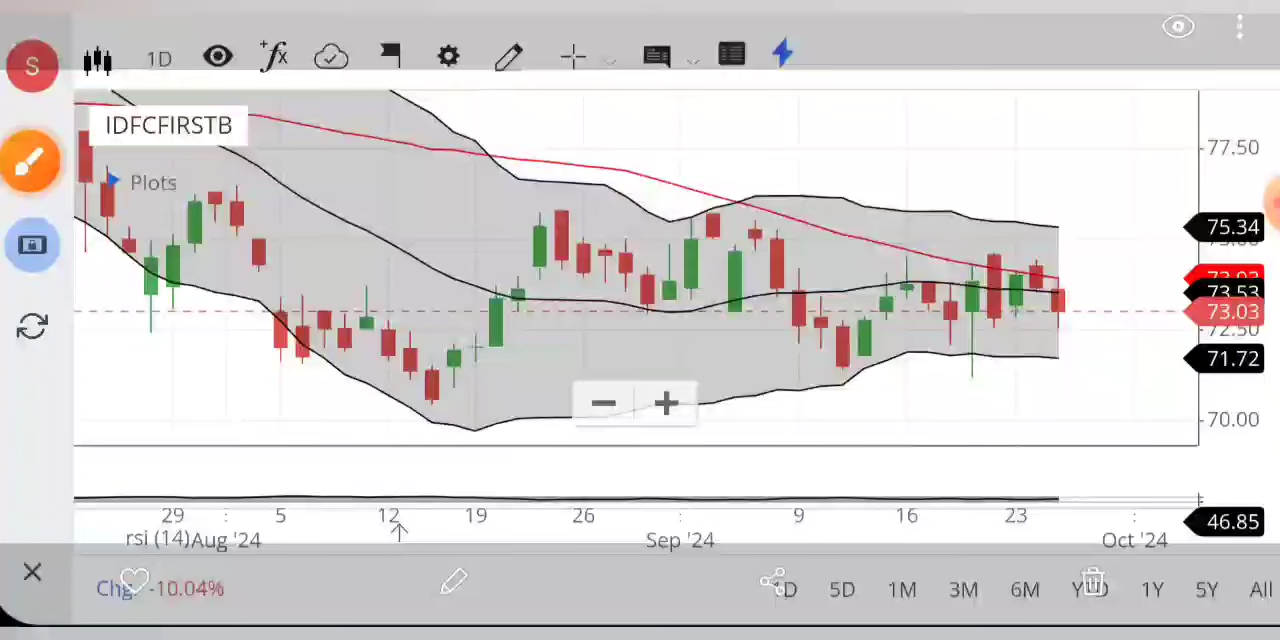 S
1D
fx
IDFCFIRSTB
Plots
77.50
75.34
73.53
73.03
72.50
71.72
70.00
29 5 12 19 26 9 16 23
46.85
rsi (14) Aug '24 Sep '24 Oct '24
Chg -10.04% 1D 5D 1M 3M 6M YTD 1Y 5Y All